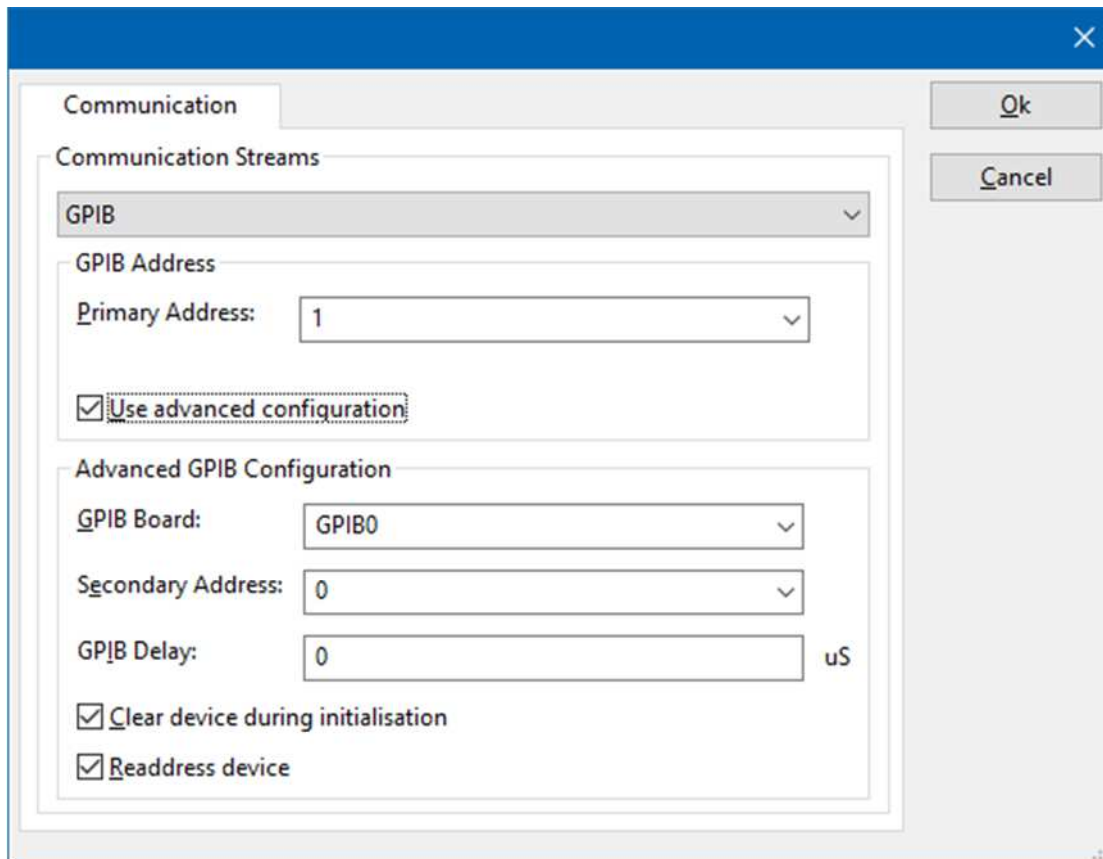 Communication
Ok
Communication Streams
Cancel
GPIB
GPIB Address
Primary Address: 1
Use advanced configuration
Advanced GPIB Configuration
GPIB Board: GPIB0
Secondary Address: 0
GPIB Delay: 0 uS
Clear device during initialisation
Readdress device